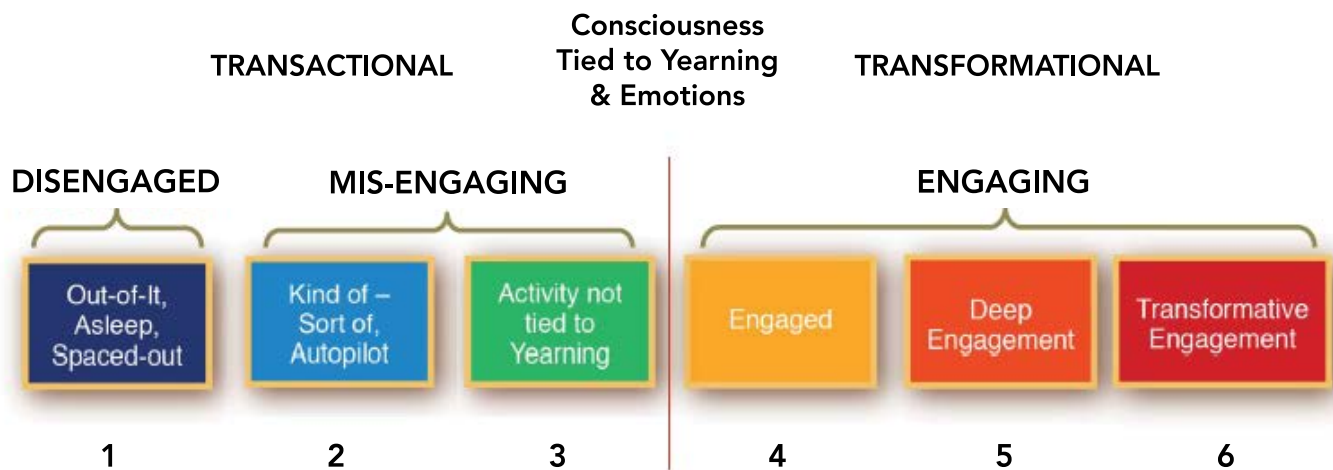 Consciousness
Tied to Yearning
& Emotions
TRANSACTIONAL
TRANSFORMATIONAL
DISENGAGED
MIS-ENGAGING
ENGAGING
Out-of-It,
Asleep,
Spaced-out
Kind of –
Sort of,
Autopilot
Activity not
tied to
Yearning
Engaged
Deep
Engagement
Transformative
Engagement
1
2
3
4
5
6